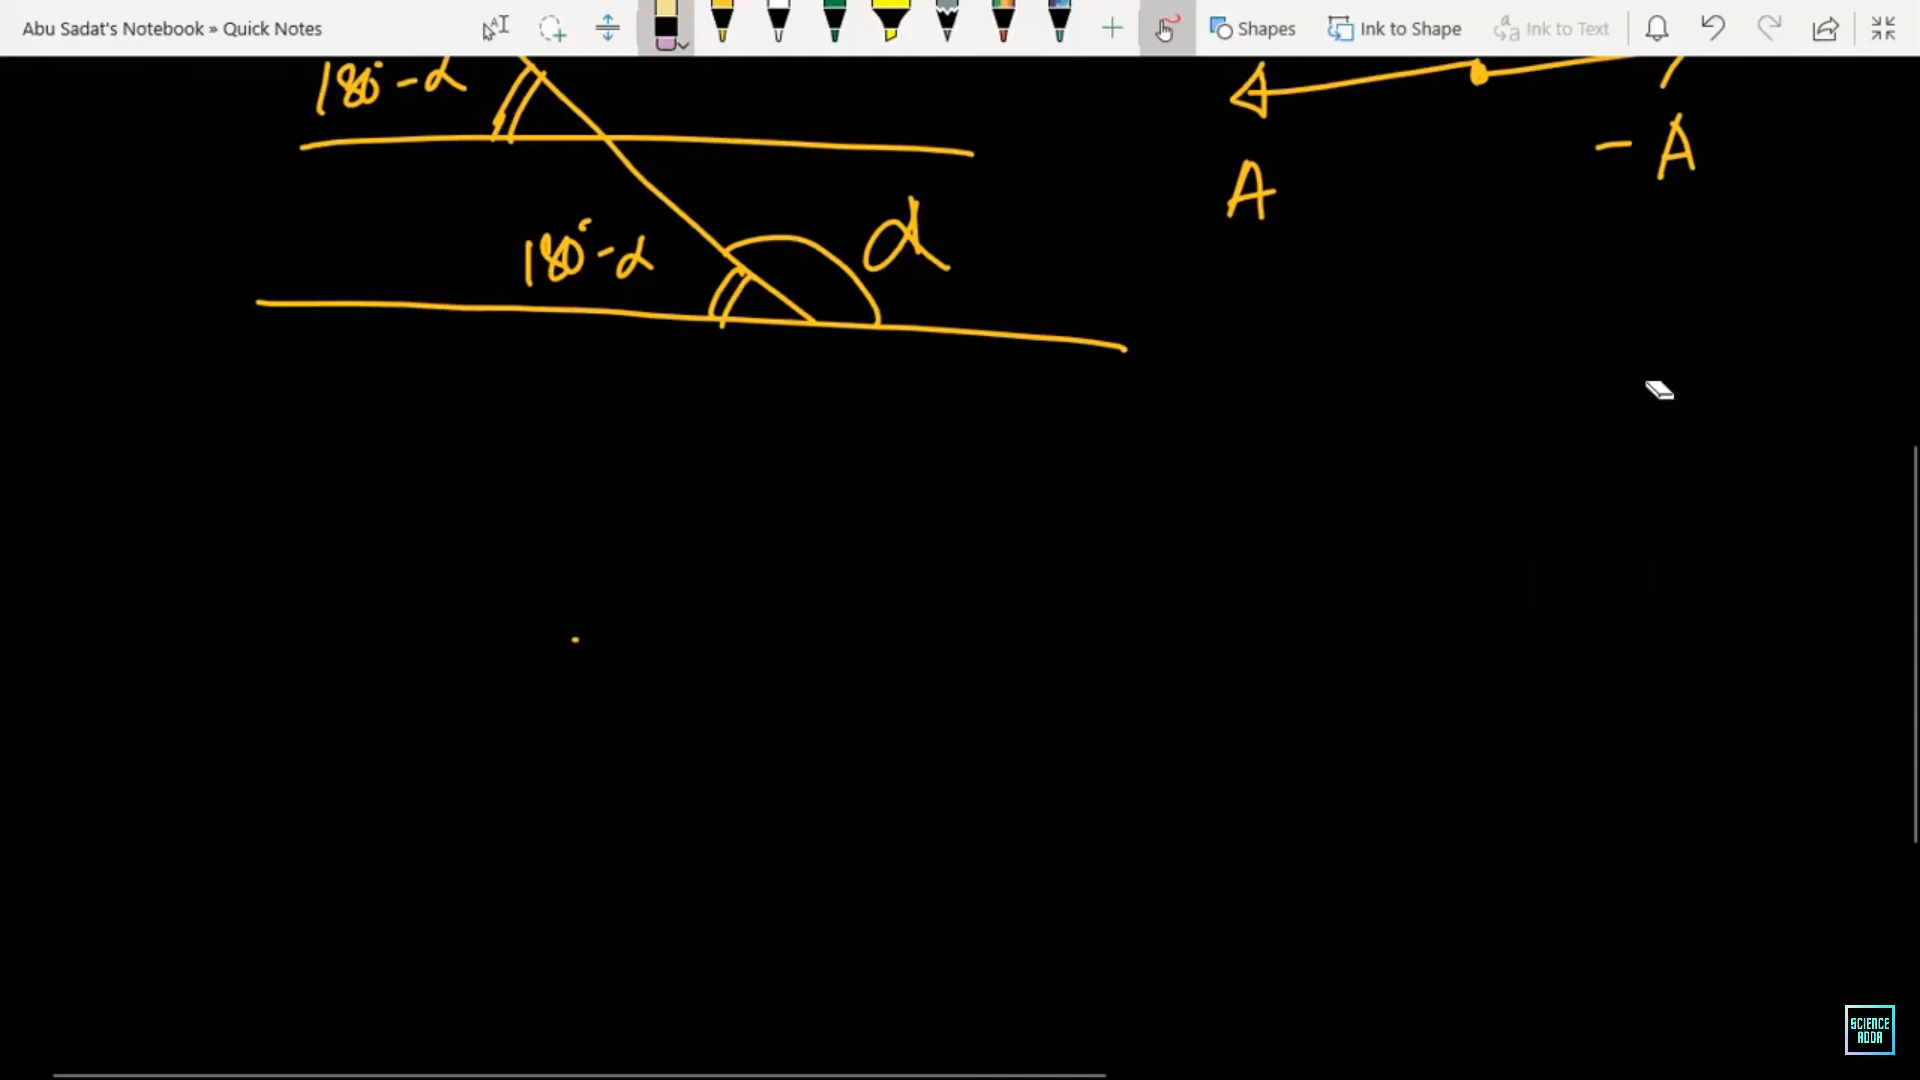 Abu Sadat's Notebook » Quick Notes
Shapes
Ink to Shape
Ink to Text
180° - α
- A
A
180° - α
α
SCIENCE
ADDA